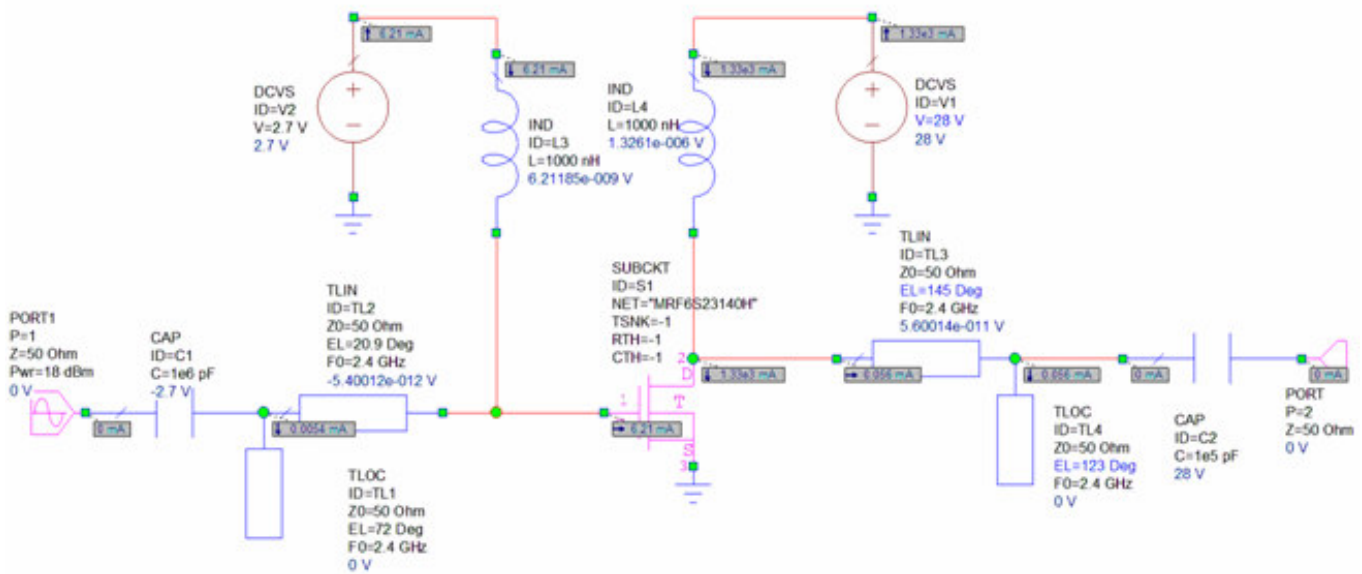 6.21 mA
6.21 mA
1.33e3 mA
1.33e3 mA
DCVS
ID=V2
V=2.7 V
2.7 V
IND
ID=L3
L=1000 nH
6.21185e-009 V
IND
ID=L4
L=1000 nH
1.3261e-006 V
DCVS
ID=V1
V=28 V
28 V
PORT1
P=1
Z=50 Ohm
Pwr=18 dBm
0 V
CAP
ID=C1
C=1e6 pF
-2.7 V
TLIN
ID=TL2
Z0=50 Ohm
EL=20.9 Deg
F0=2.4 GHz
-5.40012e-012 V
SUBCKT
ID=S1
NET="MRF6S23140H"
TSNK=-1
RTH=-1
CTH=-1
TLIN
ID=TL3
Z0=50 Ohm
EL=145 Deg
F0=2.4 GHz
5.60014e-011 V
0 mA
0.0054 mA
1
2
D
T
S
3
6.21 mA
1.33e3 mA
0.056 mA
0.056 mA
0 mA
0 mA
TLOC
ID=TL1
Z0=50 Ohm
EL=72 Deg
F0=2.4 GHz
0 V
TLOC
ID=TL4
Z0=50 Ohm
EL=123 Deg
F0=2.4 GHz
0 V
CAP
ID=C2
C=1e5 pF
28 V
PORT
P=2
Z=50 Ohm
0 V